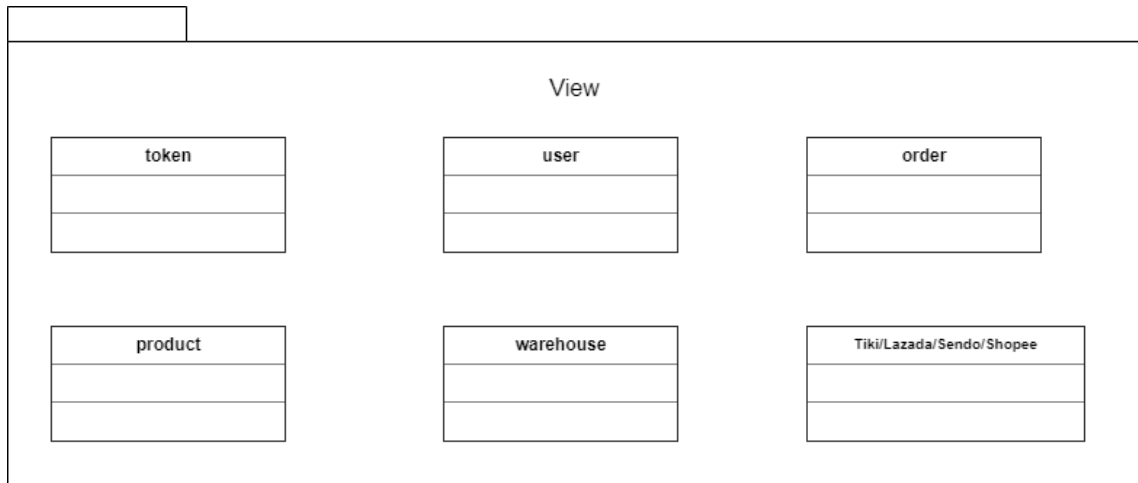 View
token
user
order
product
warehouse
Tiki/Lazada/Sendo/Shopee